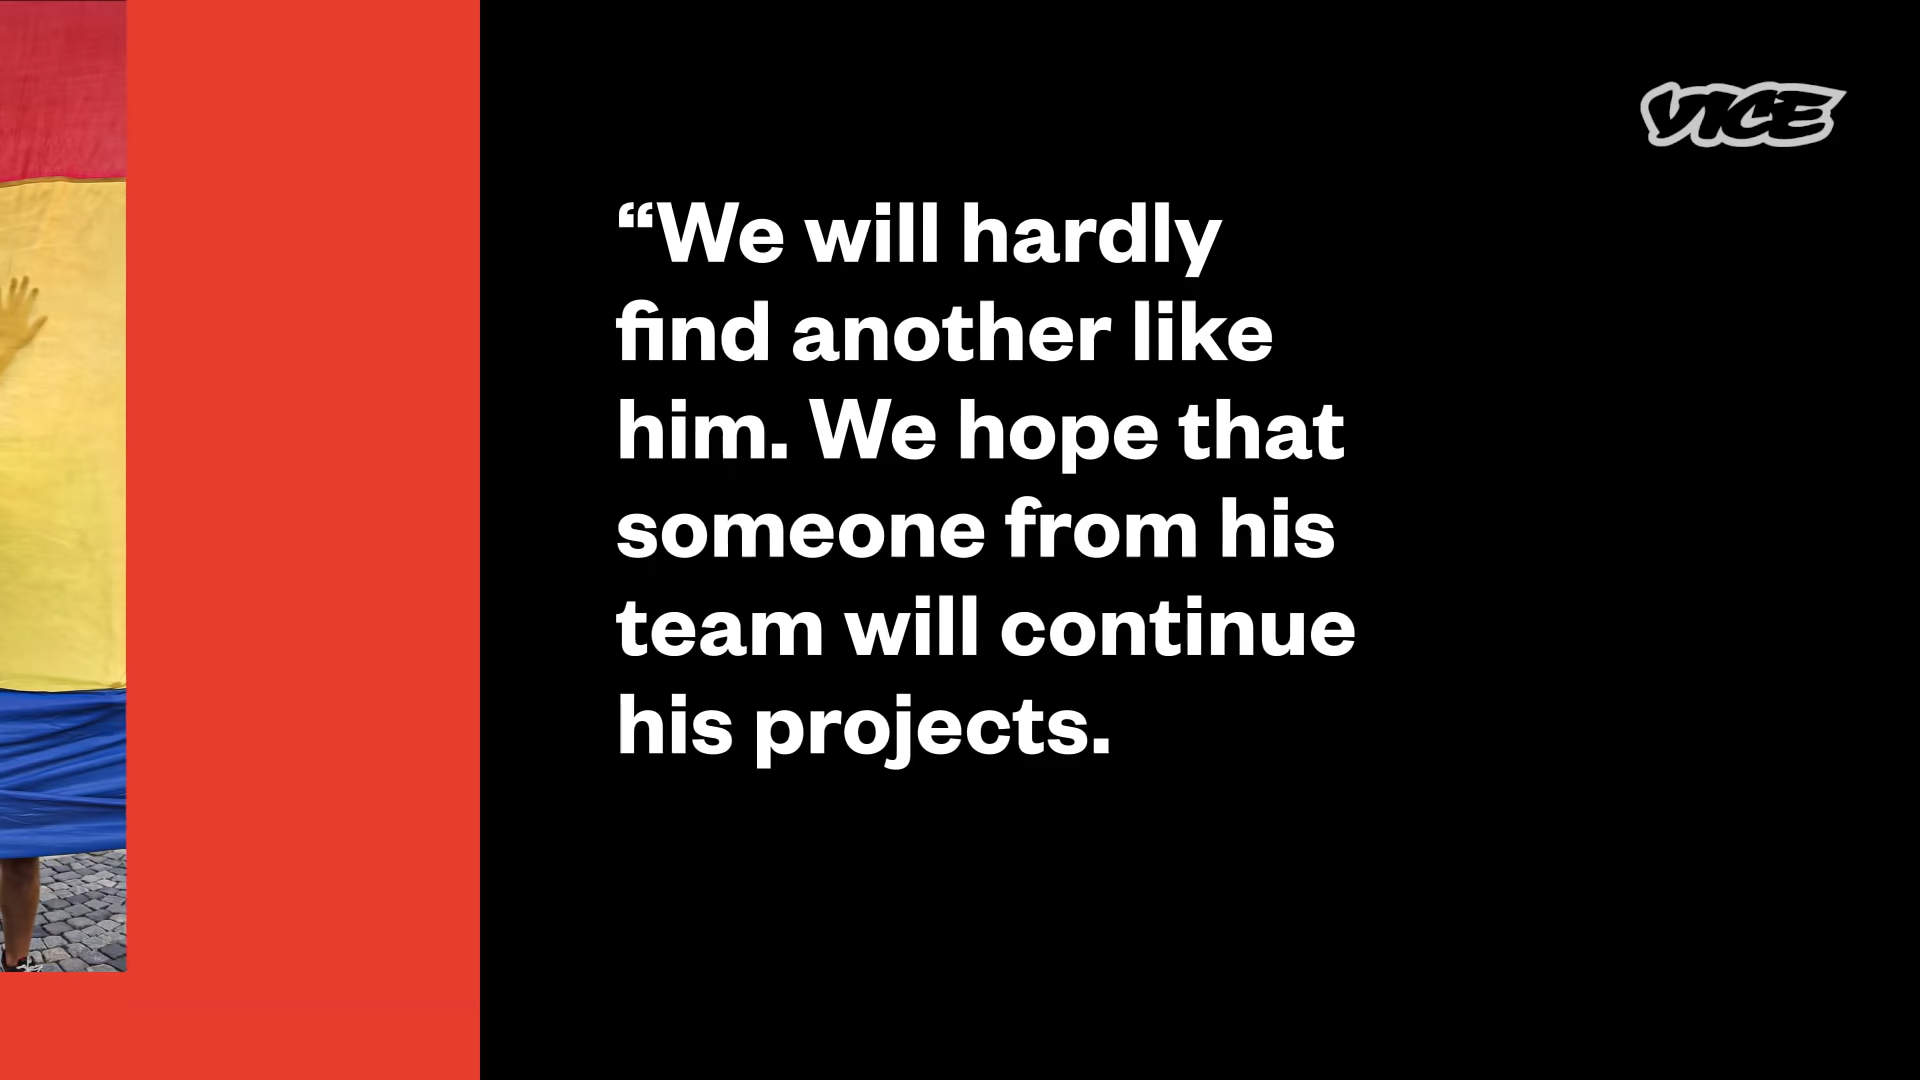 VICE
“We will hardly
find another like
him. We hope that
someone from his
team will continue
his projects.